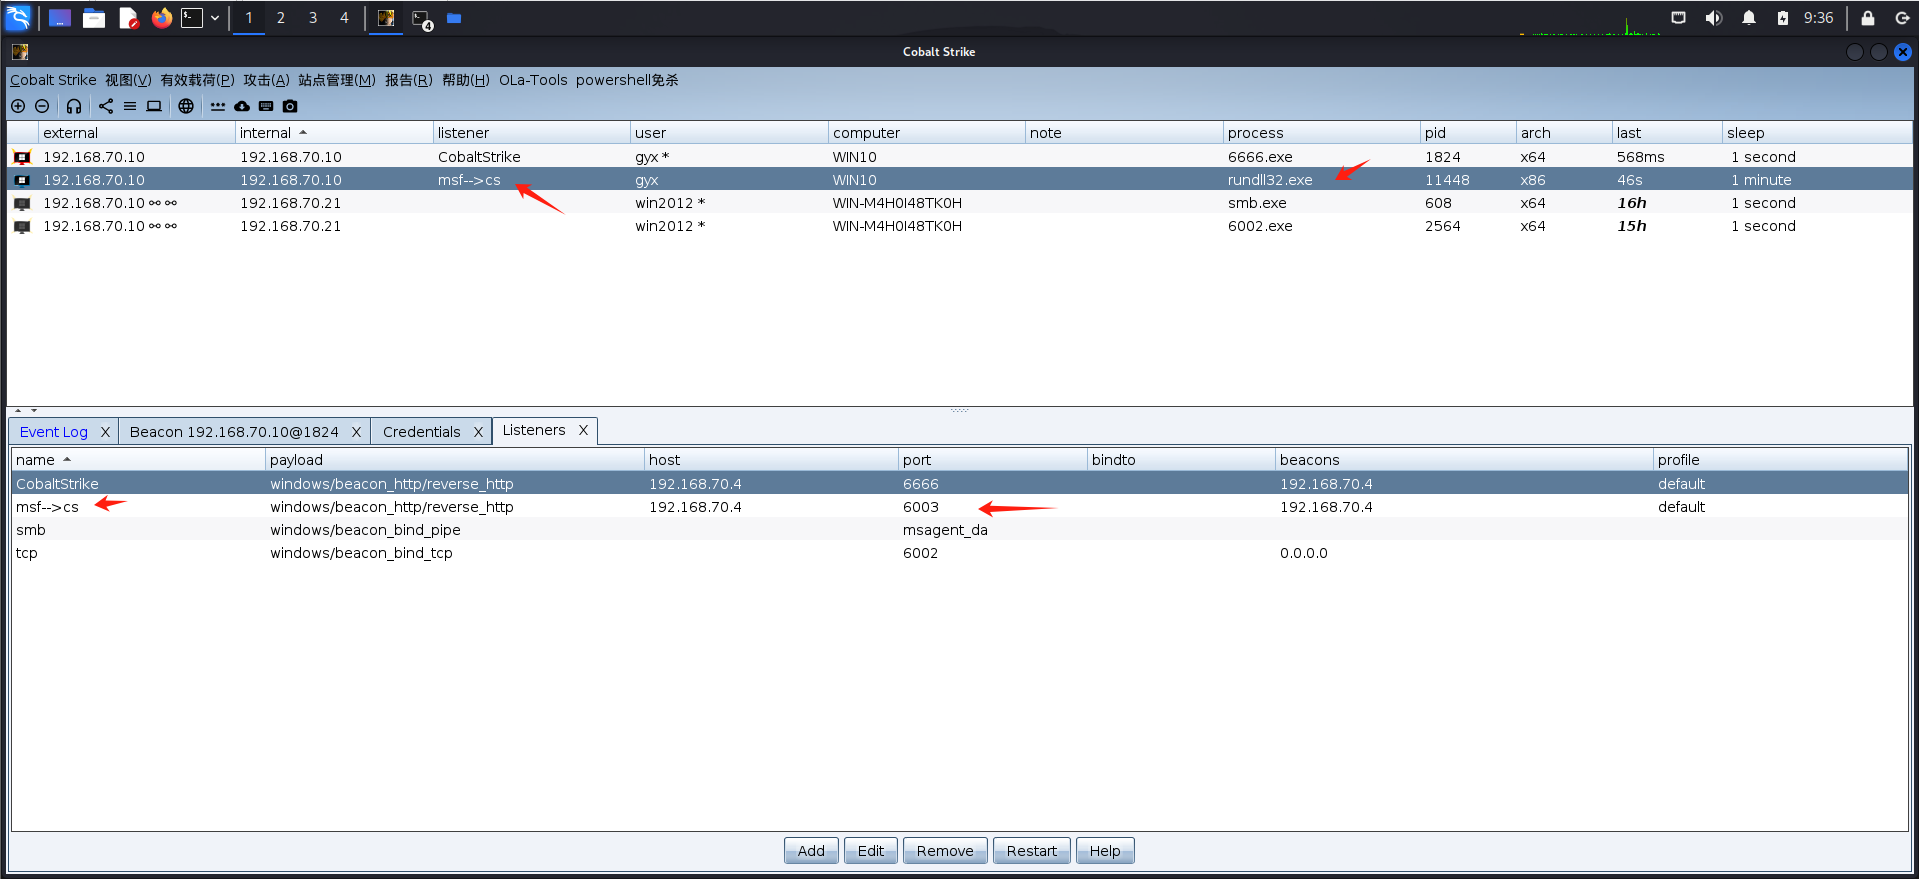 1 2 3 4 4 9:36
Cobalt Strike
Cobalt Strike 视图(V) 有效载荷(P) 攻击(A) 站点管理(M) 报告(R) 帮助(H) OLa-Tools powershell免杀
external internal listener user computer note process pid arch last sleep
192.168.70.10 192.168.70.10 CobaltStrike gyx * WIN10 6666.exe 1824 x64 568ms 1 second
192.168.70.10 192.168.70.10 msf-->cs gyx WIN10 rundll32.exe 11448 x86 46s 1 minute
192.168.70.10 192.168.70.21 win2012 * WIN-M4H0I48TK0H smb.exe 608 x64 16h 1 second
192.168.70.10 192.168.70.21 win2012 * WIN-M4H0I48TK0H 6002.exe 2564 x64 15h 1 second
Event Log X Beacon 192.168.70.10@1824 X Credentials X Listeners X
name payload host port bindto beacons profile
CobaltStrike windows/beacon_http/reverse_http 192.168.70.4 6666 192.168.70.4 default
msf-->cs windows/beacon_http/reverse_http 192.168.70.4 6003 192.168.70.4 default
smb windows/beacon_bind_pipe msagent_da
tcp windows/beacon_bind_tcp 6002 0.0.0.0
Add Edit Remove Restart Help